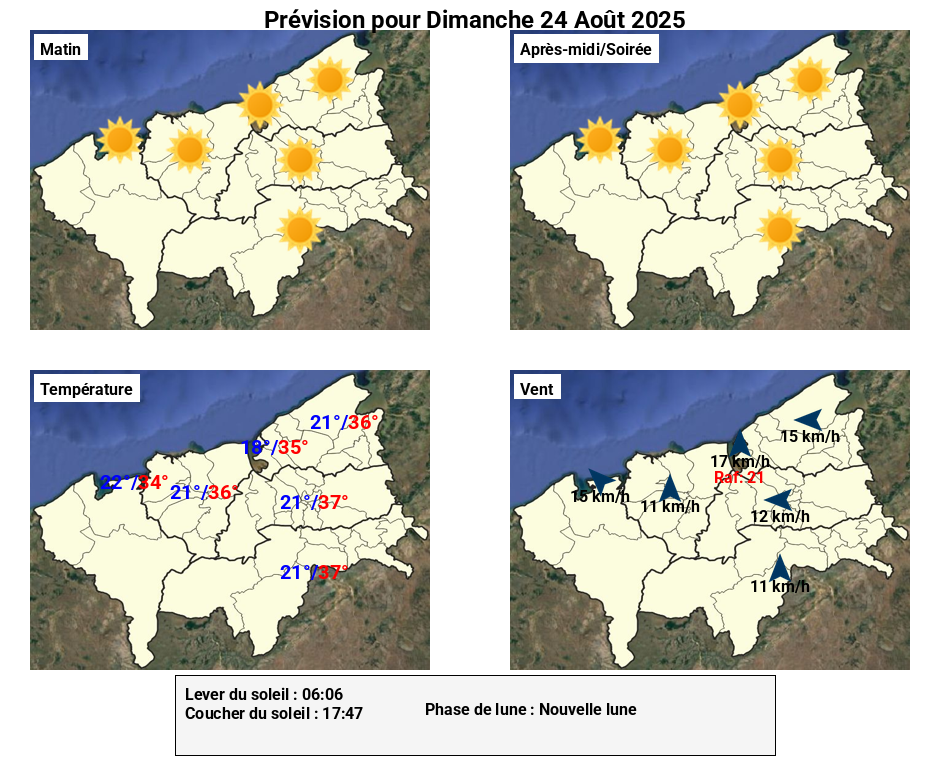 Prévision pour Dimanche 24 Août 2025
Matin
Après-midi/Soirée
Température
21°/36°
18°/35°
22°/34°
21°/36°
21°/37°
21°/37°
Vent
15 km/h
17 km/h
Raf. 21
15 km/h
11 km/h
12 km/h
11 km/h
Lever du soleil : 06:06
Coucher du soleil : 17:47
Phase de lune : Nouvelle lune